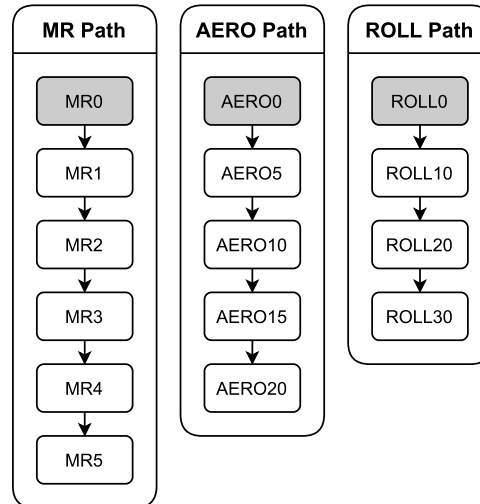 MR Path
MR0
MR1
MR2
MR3
MR4
MR5
AERO Path
AERO0
AERO5
AERO10
AERO15
AERO20
ROLL Path
ROLL0
ROLL10
ROLL20
ROLL30